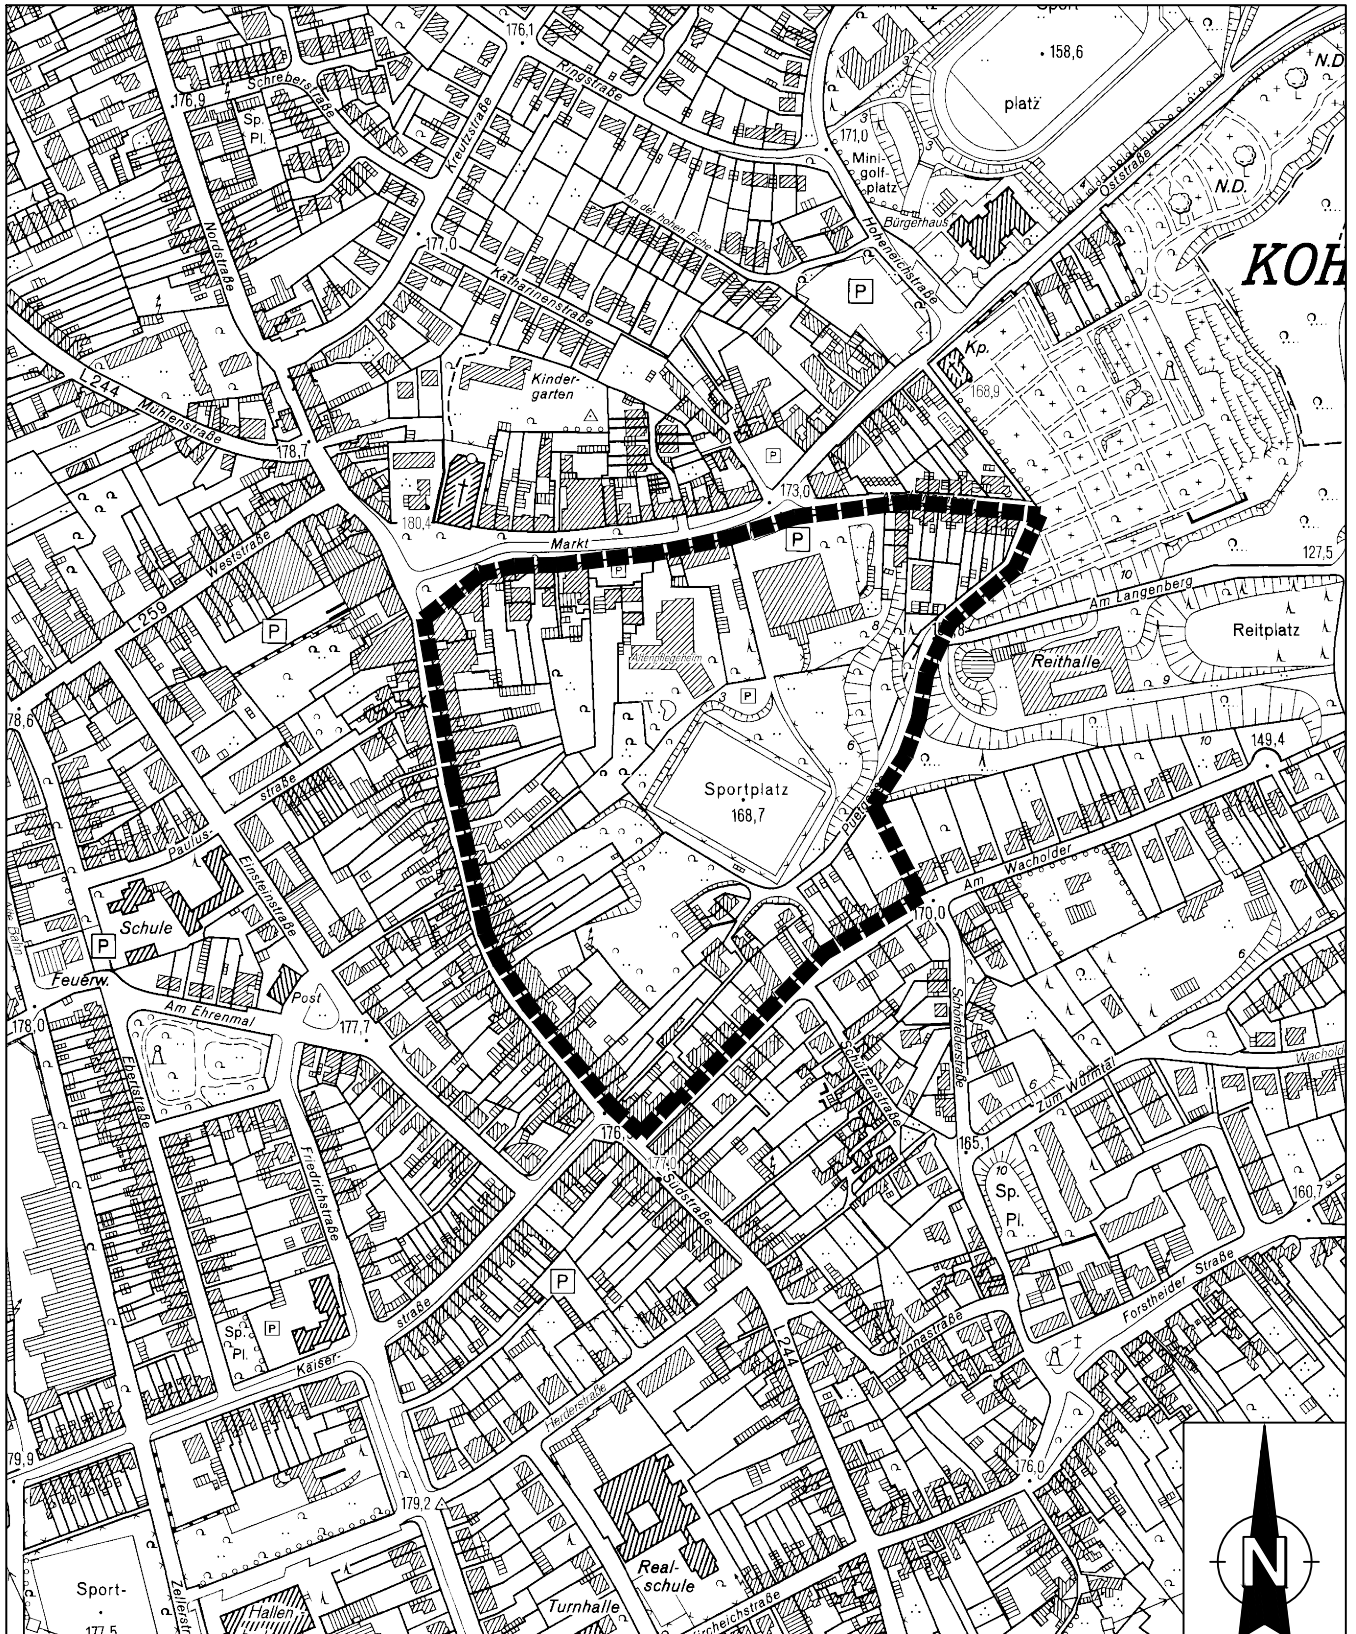 Sport-
platz
158,6
176,1
N.D.
Ringstraße
Schreberstraße
176,9
Sp.
Pl.
Kreutzstraße
171,0
Mini-
golf-
platz
Oststraße
N.D.
An der hohen Eiche
Bürgerhaus
Hoheneichstraße
177,0
Nordstraße
KOH
Katharinenstraße
P
L 244
Mühlenstraße
Kp.
168,9
Kinder-
garten
178,7
P
173,0
180,4
Markt
P
P
127,5
Weststraße
L 259
P
Am Langenberg
Reitplatz
Reithalle
Altenpflegeheim
P
78,6
149,4
Sportplatz
168,7
straße
Paulus-
Einsteinstraße
Am Wacholder
Schule
P
170,0
Feuerw.
Post
Am Ehrenmal
178,0
177,7
Schönfelderstraße
Schützenstraße
Zum Wurmtal
Wachold
Ebertstraße
Friedrichstraße
176,
177,0
Südstraße
165,1
Sp.
Pl.
160,7
P
straße
Sp.
Pl.
P
Kaiser-
244
Annastraße
Forstheider Straße
Herderstraße
79,9
176,0
179,2
Real-
schule
Turnhalle
Sport-
177,5
Zellerstr
Hallen-
N